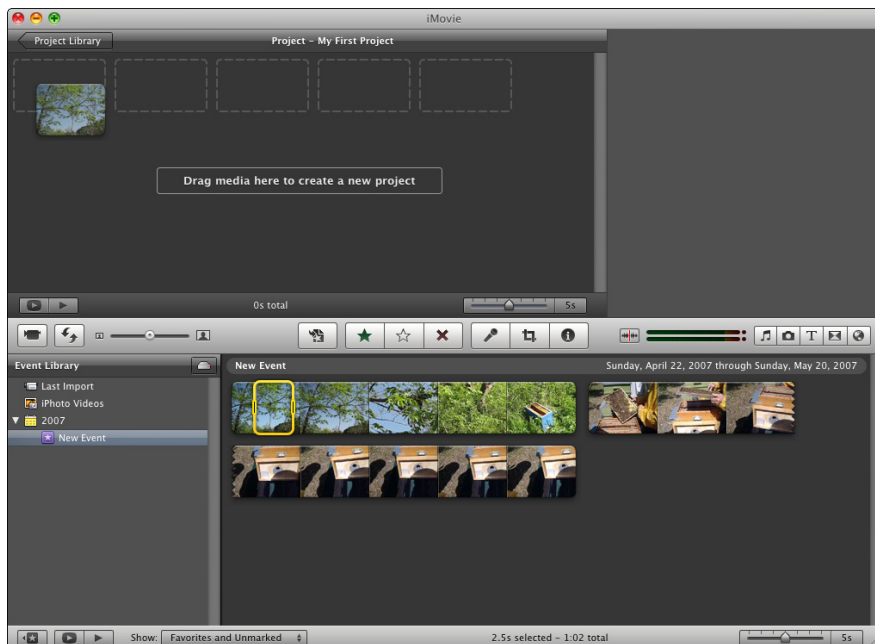 iMovie
Project Library
Project - My First Project
Drag media here to create a new project
0s total
5s
T
Event Library
New Event
Sunday, April 22, 2007 through Sunday, May 20, 2007
Last Import
iPhoto Videos
2007
New Event
Show: Favorites and Unmarked
2.5s selected - 1:02 total
5s